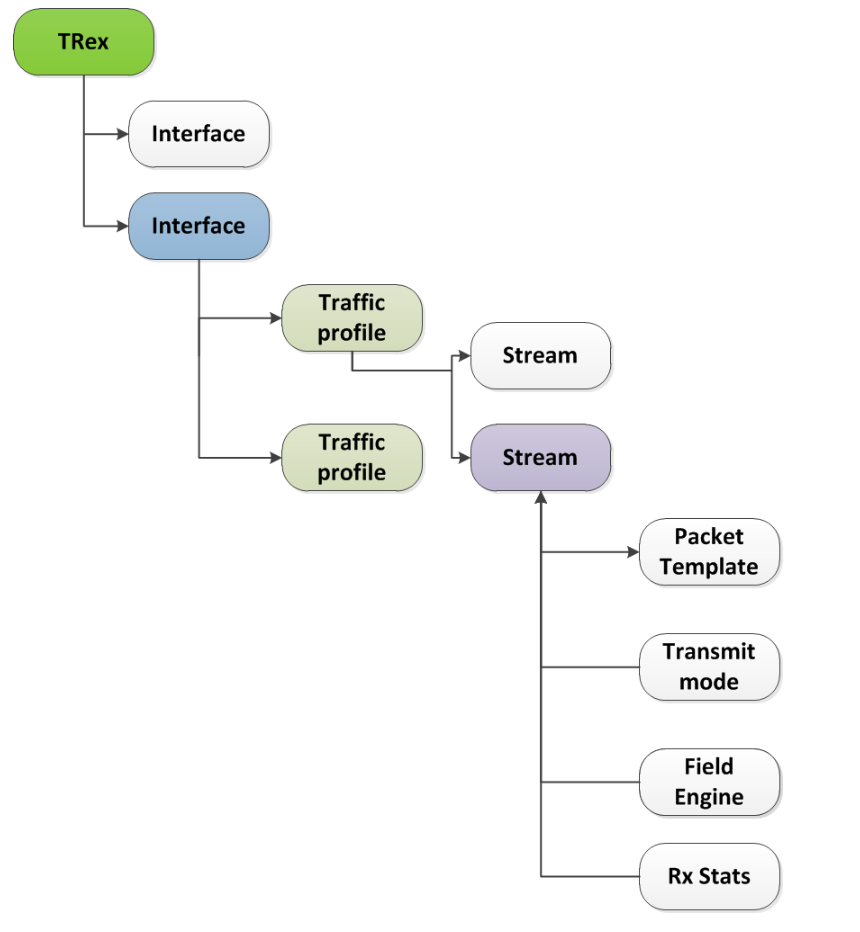 TRex
Interface
Interface
Traffic
profile
Stream
Traffic
profile
Stream
Packet
Template
Transmit
mode
Field
Engine
Rx Stats